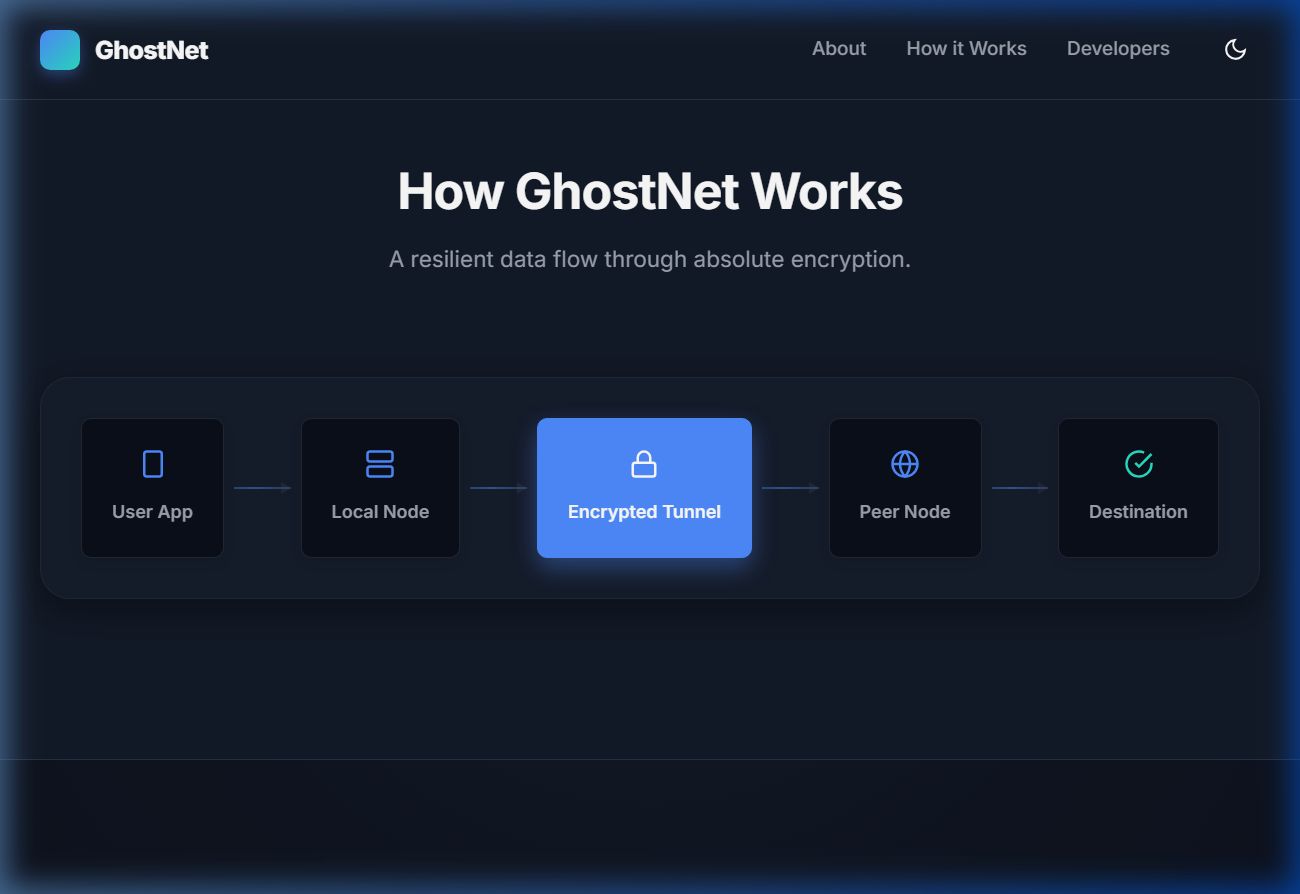 GhostNet
About
How it Works
Developers
How GhostNet Works
A resilient data flow through absolute encryption.
User App
Local Node
Encrypted Tunnel
Peer Node
Destination